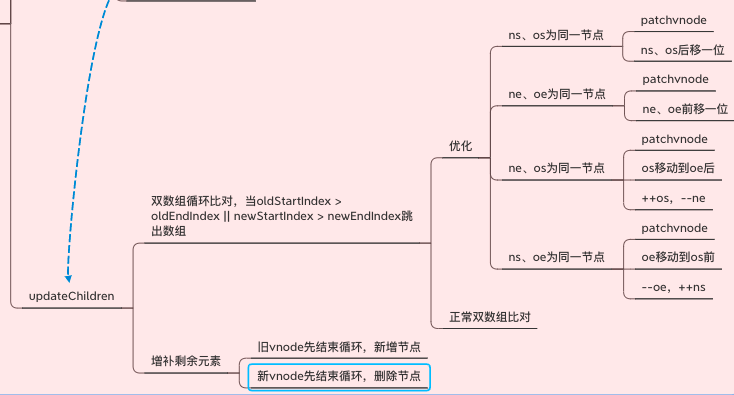 updateChildren
双数组循环比对，当oldStartIndex >
oldEndIndex || newStartIndex > newEndIndex跳
出数组
优化
ns、os为同一节点
patchvnode
ns、os后移一位
ne、oe为同一节点
patchvnode
ne、oe前移一位
ne、os为同一节点
patchvnode
os移动到oe后
++os，--ne
ns、oe为同一节点
patchvnode
oe移动到os前
--oe，++ns
正常双数组比对
增补剩余元素
旧vnode先结束循环，新增节点
新vnode先结束循环，删除节点